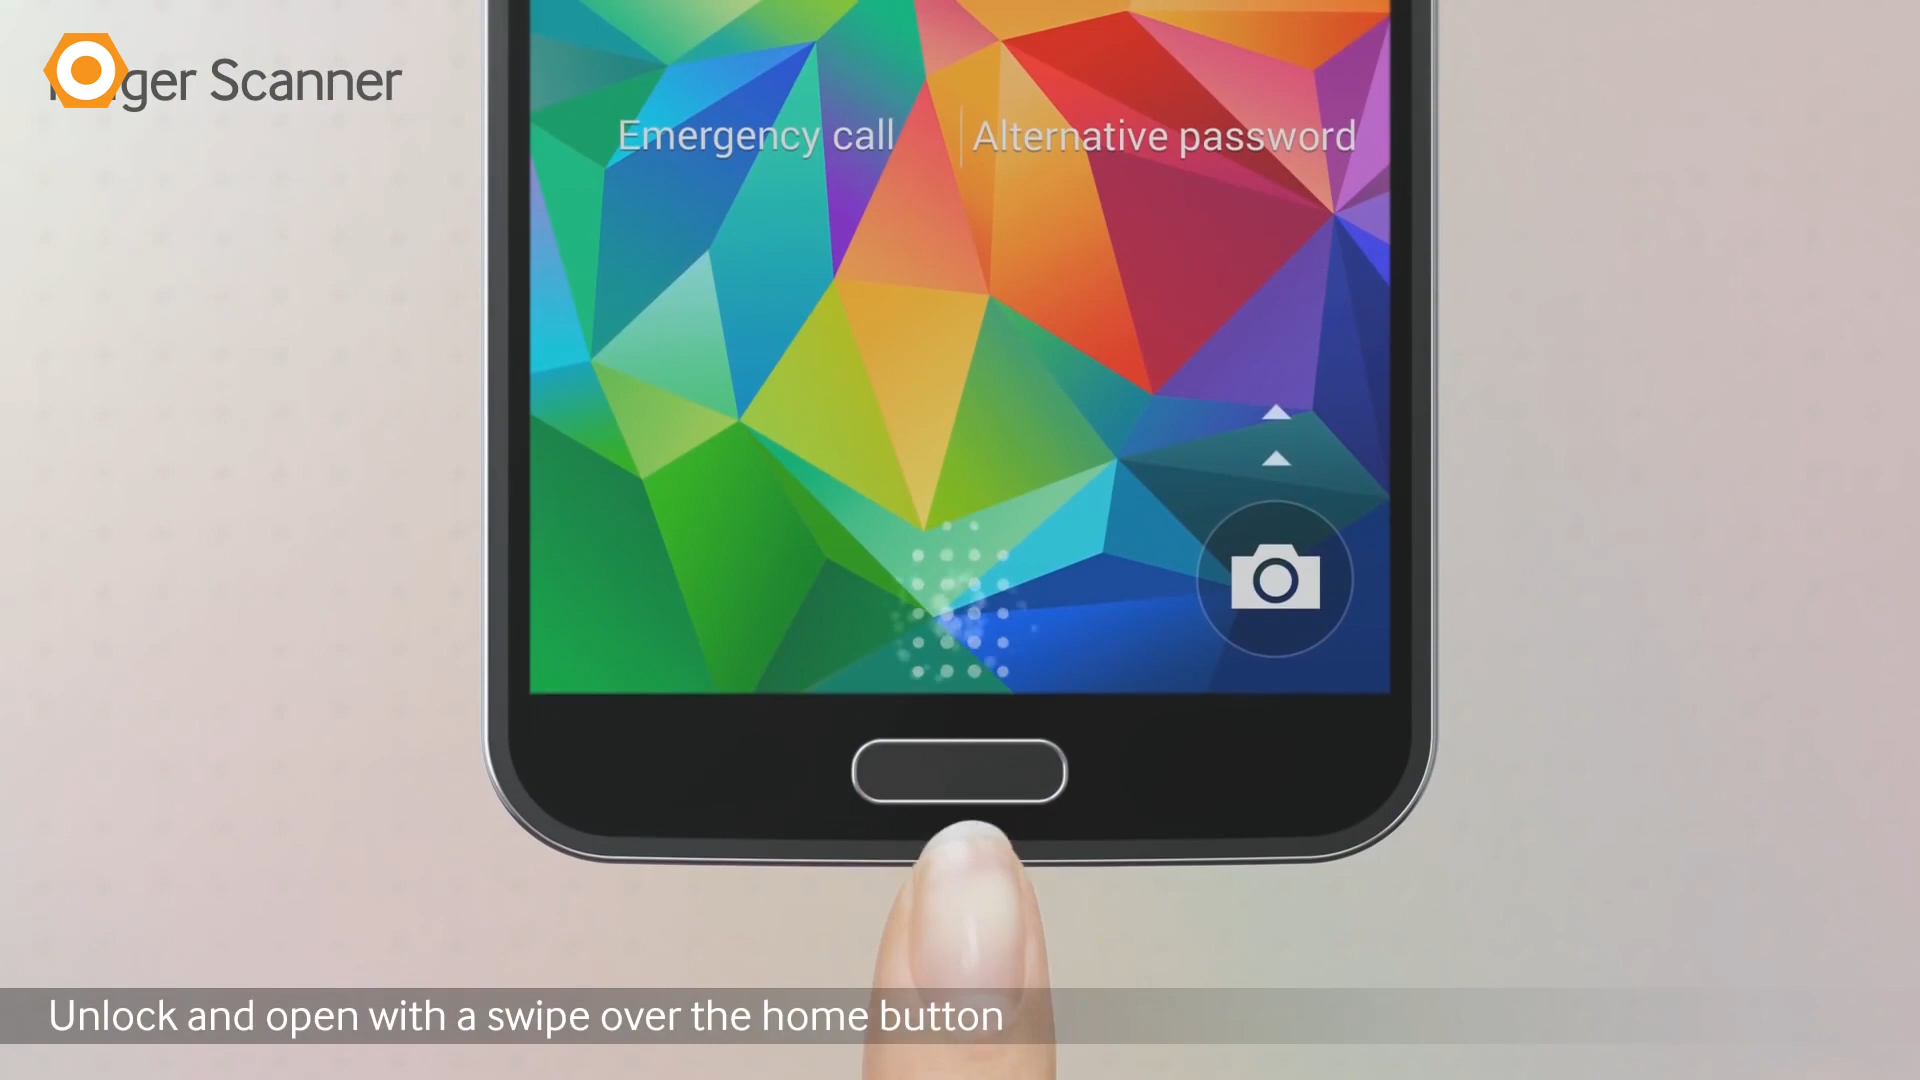 ger Scanner
Emergency call
Alternative password
Unlock and open with a swipe over the home button